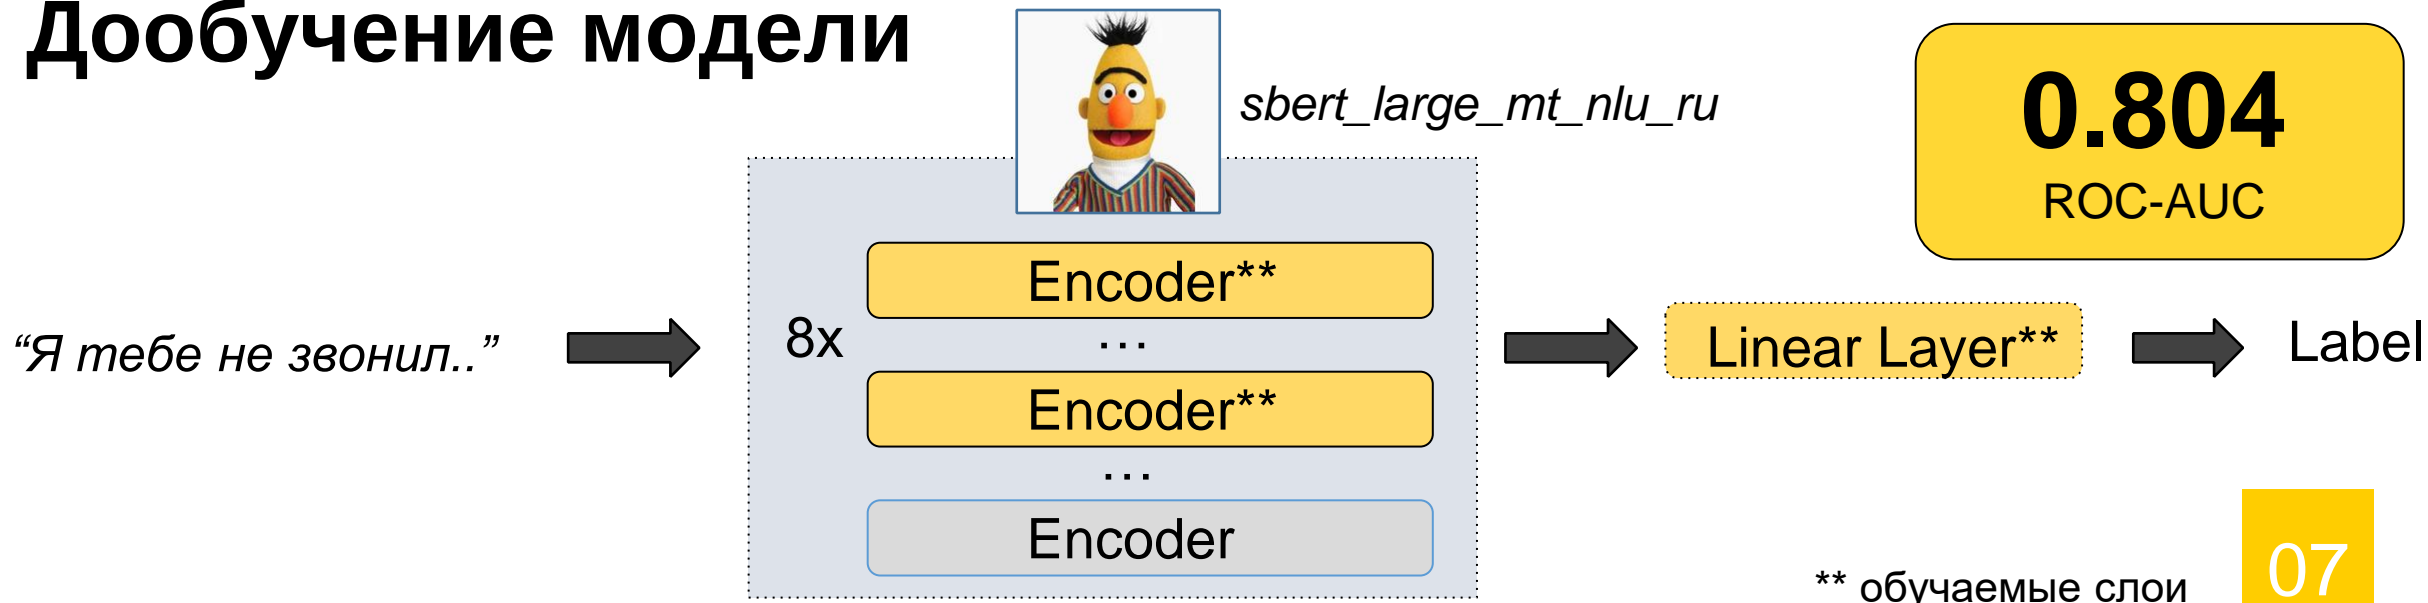 Дообучение модели
sbert_large_mt_nlu_ru
0.804
ROC-AUC
“Я тебе не звонил..”
8x
Encoder**
...
Encoder**
...
Encoder
Linear Layer**
Label
** обучаемые слои
07